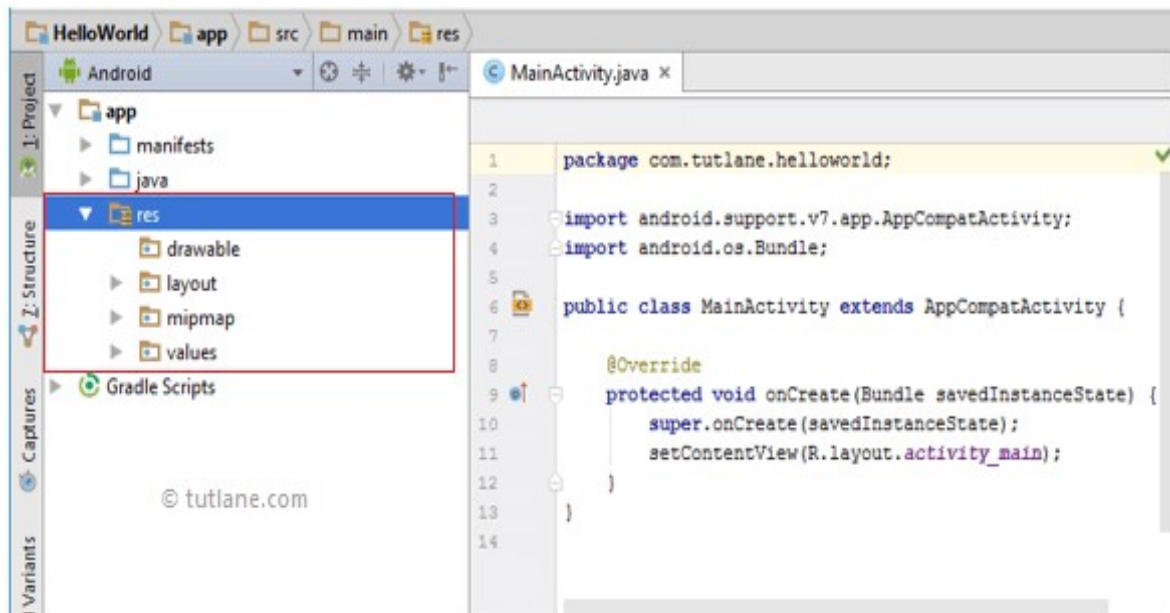 HelloWorld app src main res
Android
MainActivity.java ×
1: Project
app
manifests
java
res
drawable
layout
mipmap
values
Gradle Scripts
Z: Structure
Captures
Variants
© tutlane.com
1 package com.tutlane.helloworld;
2
3 import android.support.v7.app.AppCompatActivity;
4 import android.os.Bundle;
5
6 public class MainActivity extends AppCompatActivity {
7
8 @Override
9 protected void onCreate(Bundle savedInstanceState) {
10 super.onCreate(savedInstanceState);
11 setContentView(R.layout.activity_main);
12 }
13 }
14